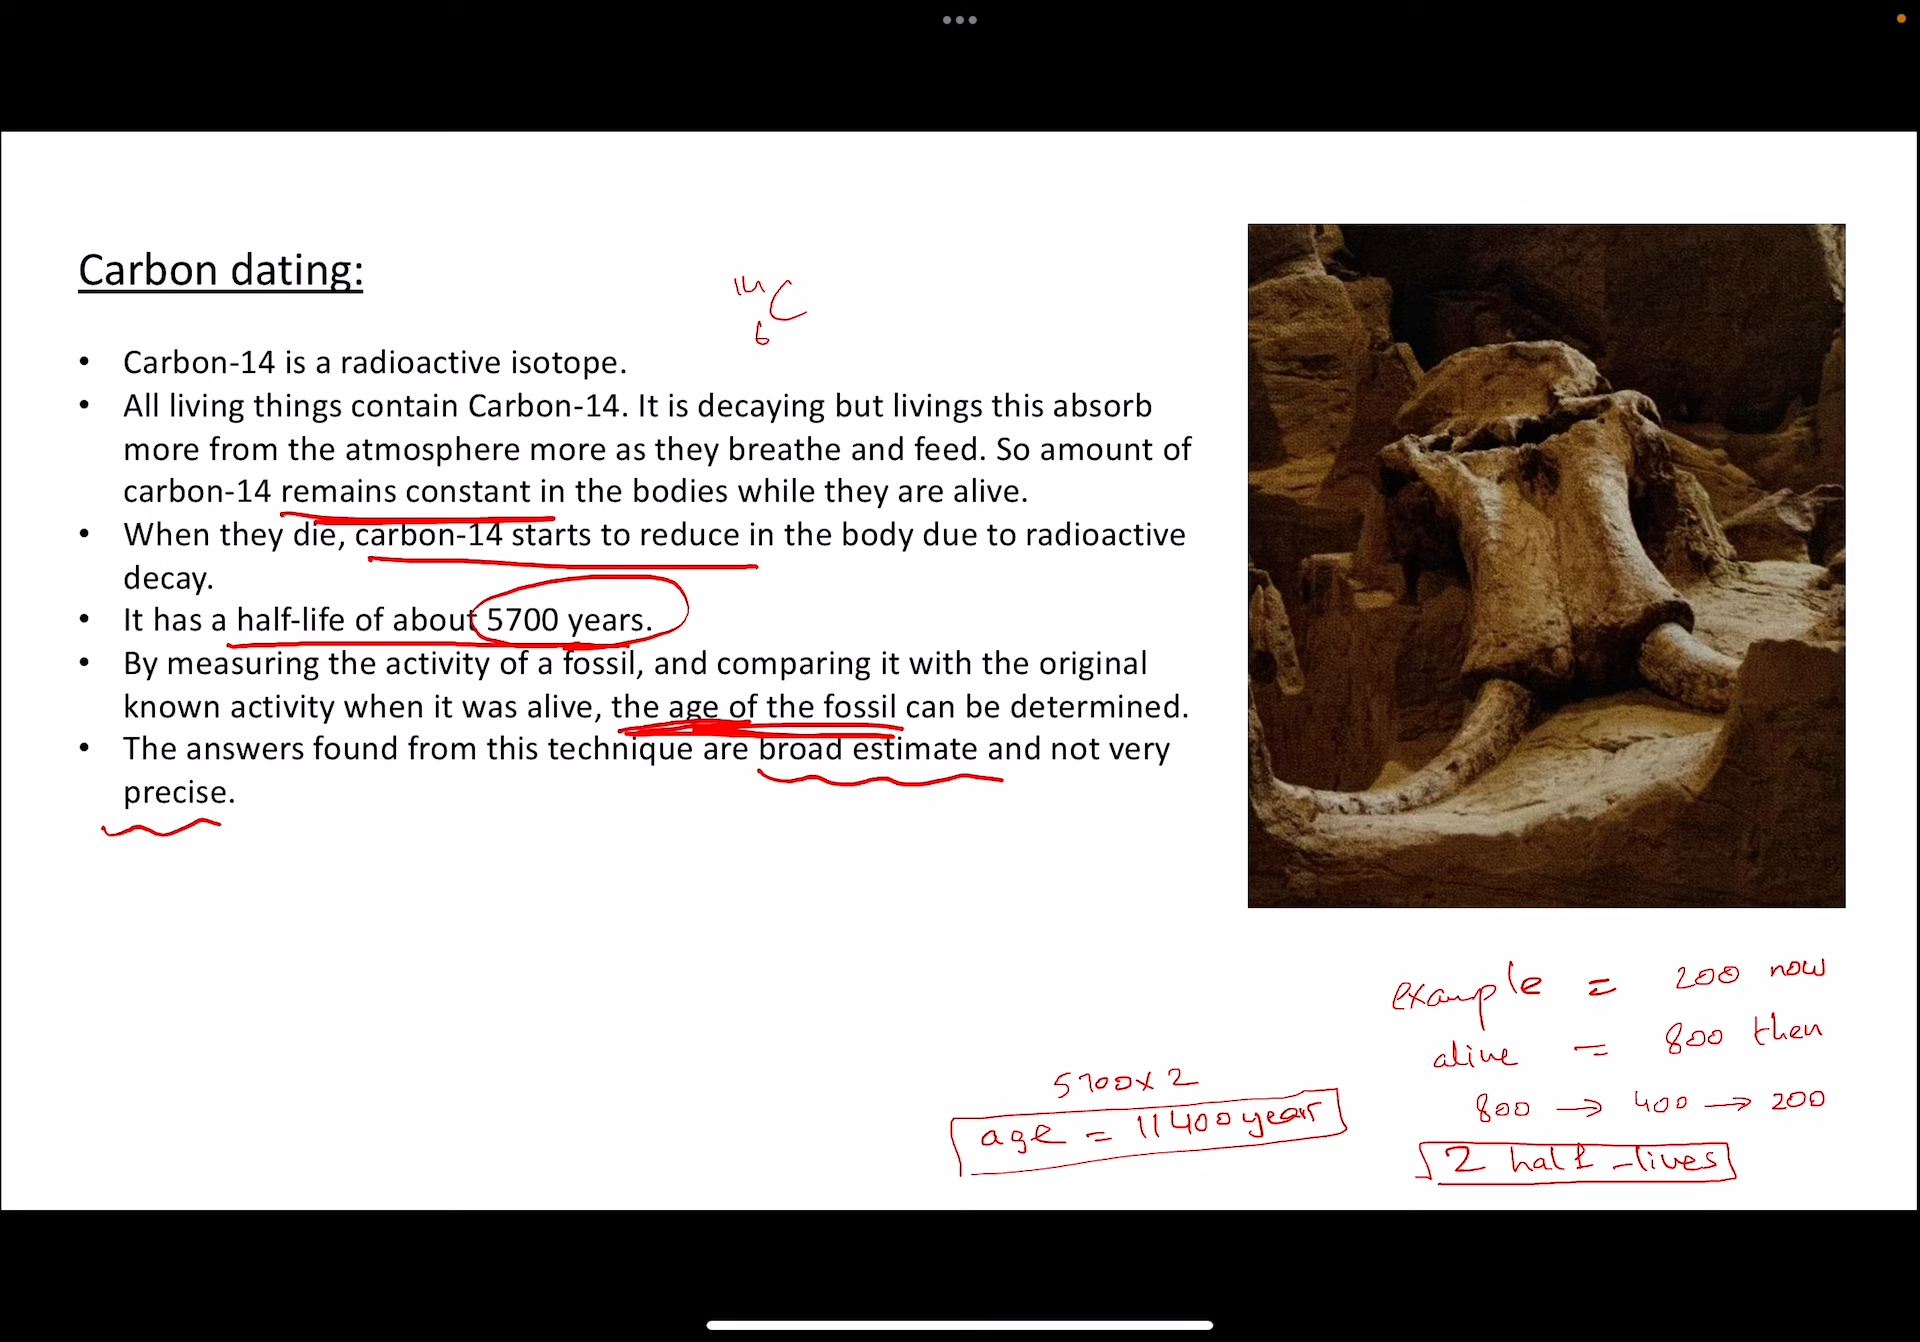 Carbon dating:
14
C
6
• Carbon-14 is a radioactive isotope.
• All living things contain Carbon-14. It is decaying but livings this absorb
more from the atmosphere more as they breathe and feed. So amount of
carbon-14 remains constant in the bodies while they are alive.
• When they die, carbon-14 starts to reduce in the body due to radioactive
decay.
• It has a half-life of about 5700 years.
• By measuring the activity of a fossil, and comparing it with the original
known activity when it was alive, the age of the fossil can be determined.
• The answers found from this technique are broad estimate and not very
precise.
example = 200 now
alive = 800 then
800 → 400 → 200
2 half-lives
5700 x 2
age = 11400 year